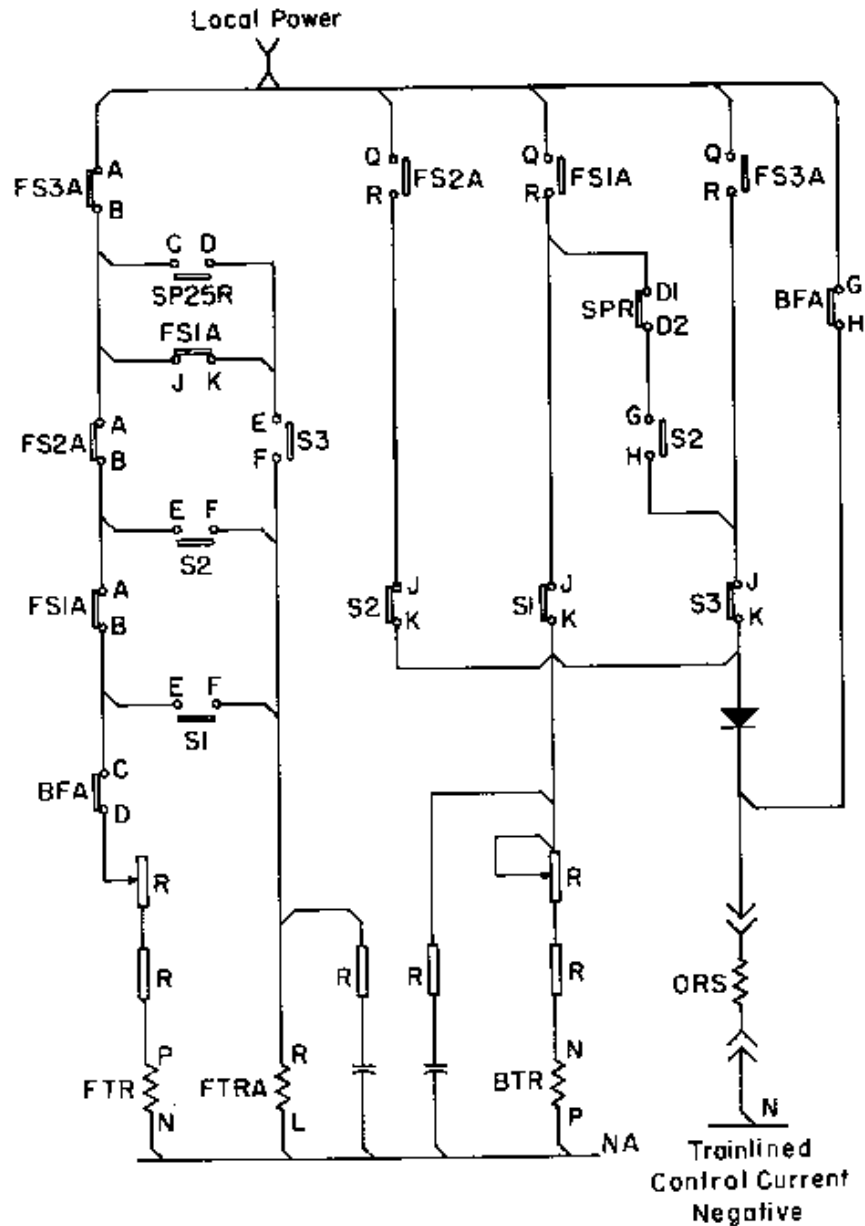 Local Power
A
FS3A
B
Q
R
FS2A
Q
R
FS1A
Q
R
FS3A
C D
SP25R
FS1A
J K
D1
SPR
D2
G
BFA
H
A
FS2A
B
E
S3
F
G
S2
H
E F
S2
A
FS1A
B
J
S2
K
J
S1
K
J
S3
K
E F
S1
C
BFA
D
R
R
R
R
R
R
ORS
P
FTR
N
R
FTRA
L
N
BTR
P
NA
N
Trainlined
Control Current
Negative